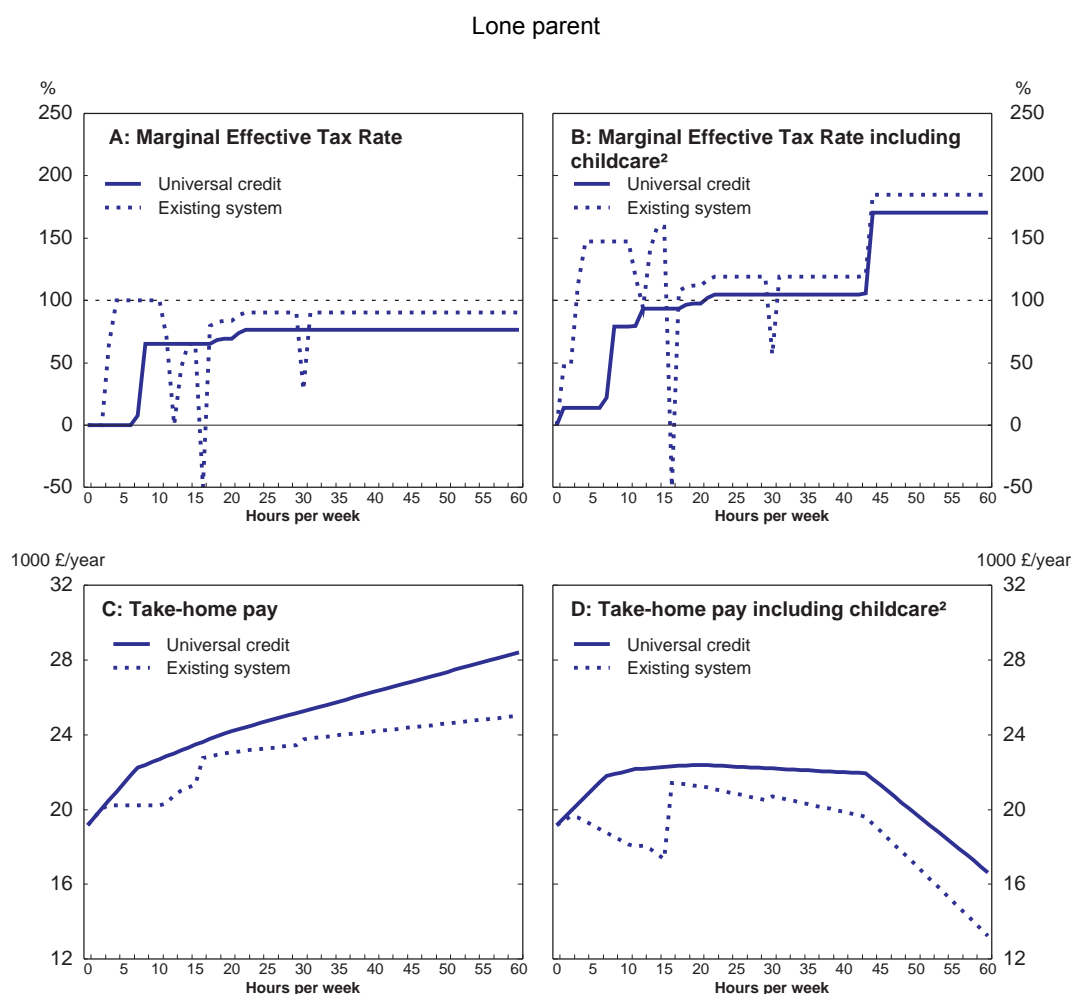 Lone parent
%
%
250
200
150
100
50
0
-50
A: Marginal Effective Tax Rate
Universal credit
Existing system
0 5 10 15 20 25 30 35 40 45 50 55 60
Hours per week
B: Marginal Effective Tax Rate including
childcare²
Universal credit
Existing system
0 5 10 15 20 25 30 35 40 45 50 55 60
Hours per week
250
200
150
100
50
0
-50
1000 £/year
1000 £/year
32
28
24
20
16
12
C: Take-home pay
Universal credit
Existing system
0 5 10 15 20 25 30 35 40 45 50 55 60
Hours per week
D: Take-home pay including childcare²
Universal credit
Existing system
0 5 10 15 20 25 30 35 40 45 50 55 60
Hours per week
32
28
24
20
16
12